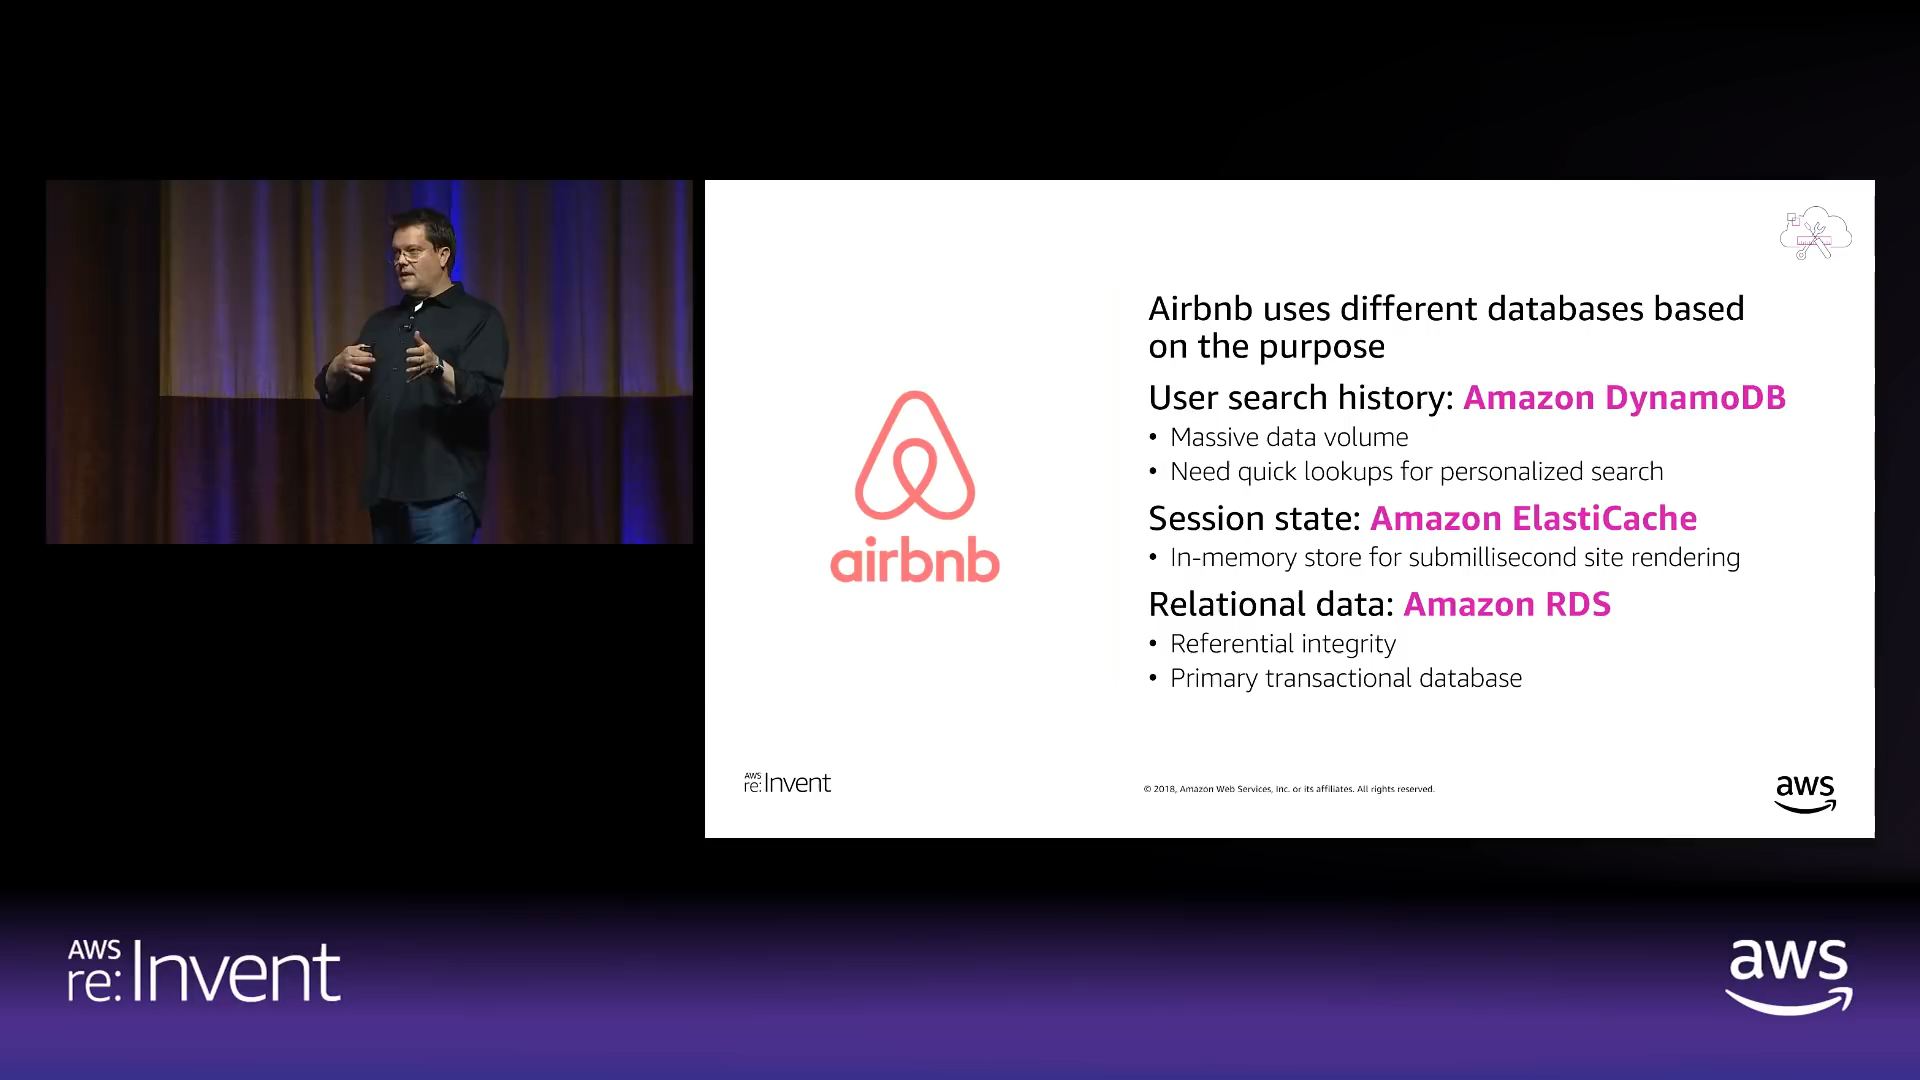 Airbnb uses different databases based
on the purpose
User search history: Amazon DynamoDB
• Massive data volume
• Need quick lookups for personalized search
Session state: Amazon ElastiCache
• In-memory store for submillisecond site rendering
Relational data: Amazon RDS
• Referential integrity
• Primary transactional database
airbnb
AWS
re:Invent
© 2018, Amazon Web Services, Inc. or its affiliates. All rights reserved.
aws
AWS
re:Invent
aws